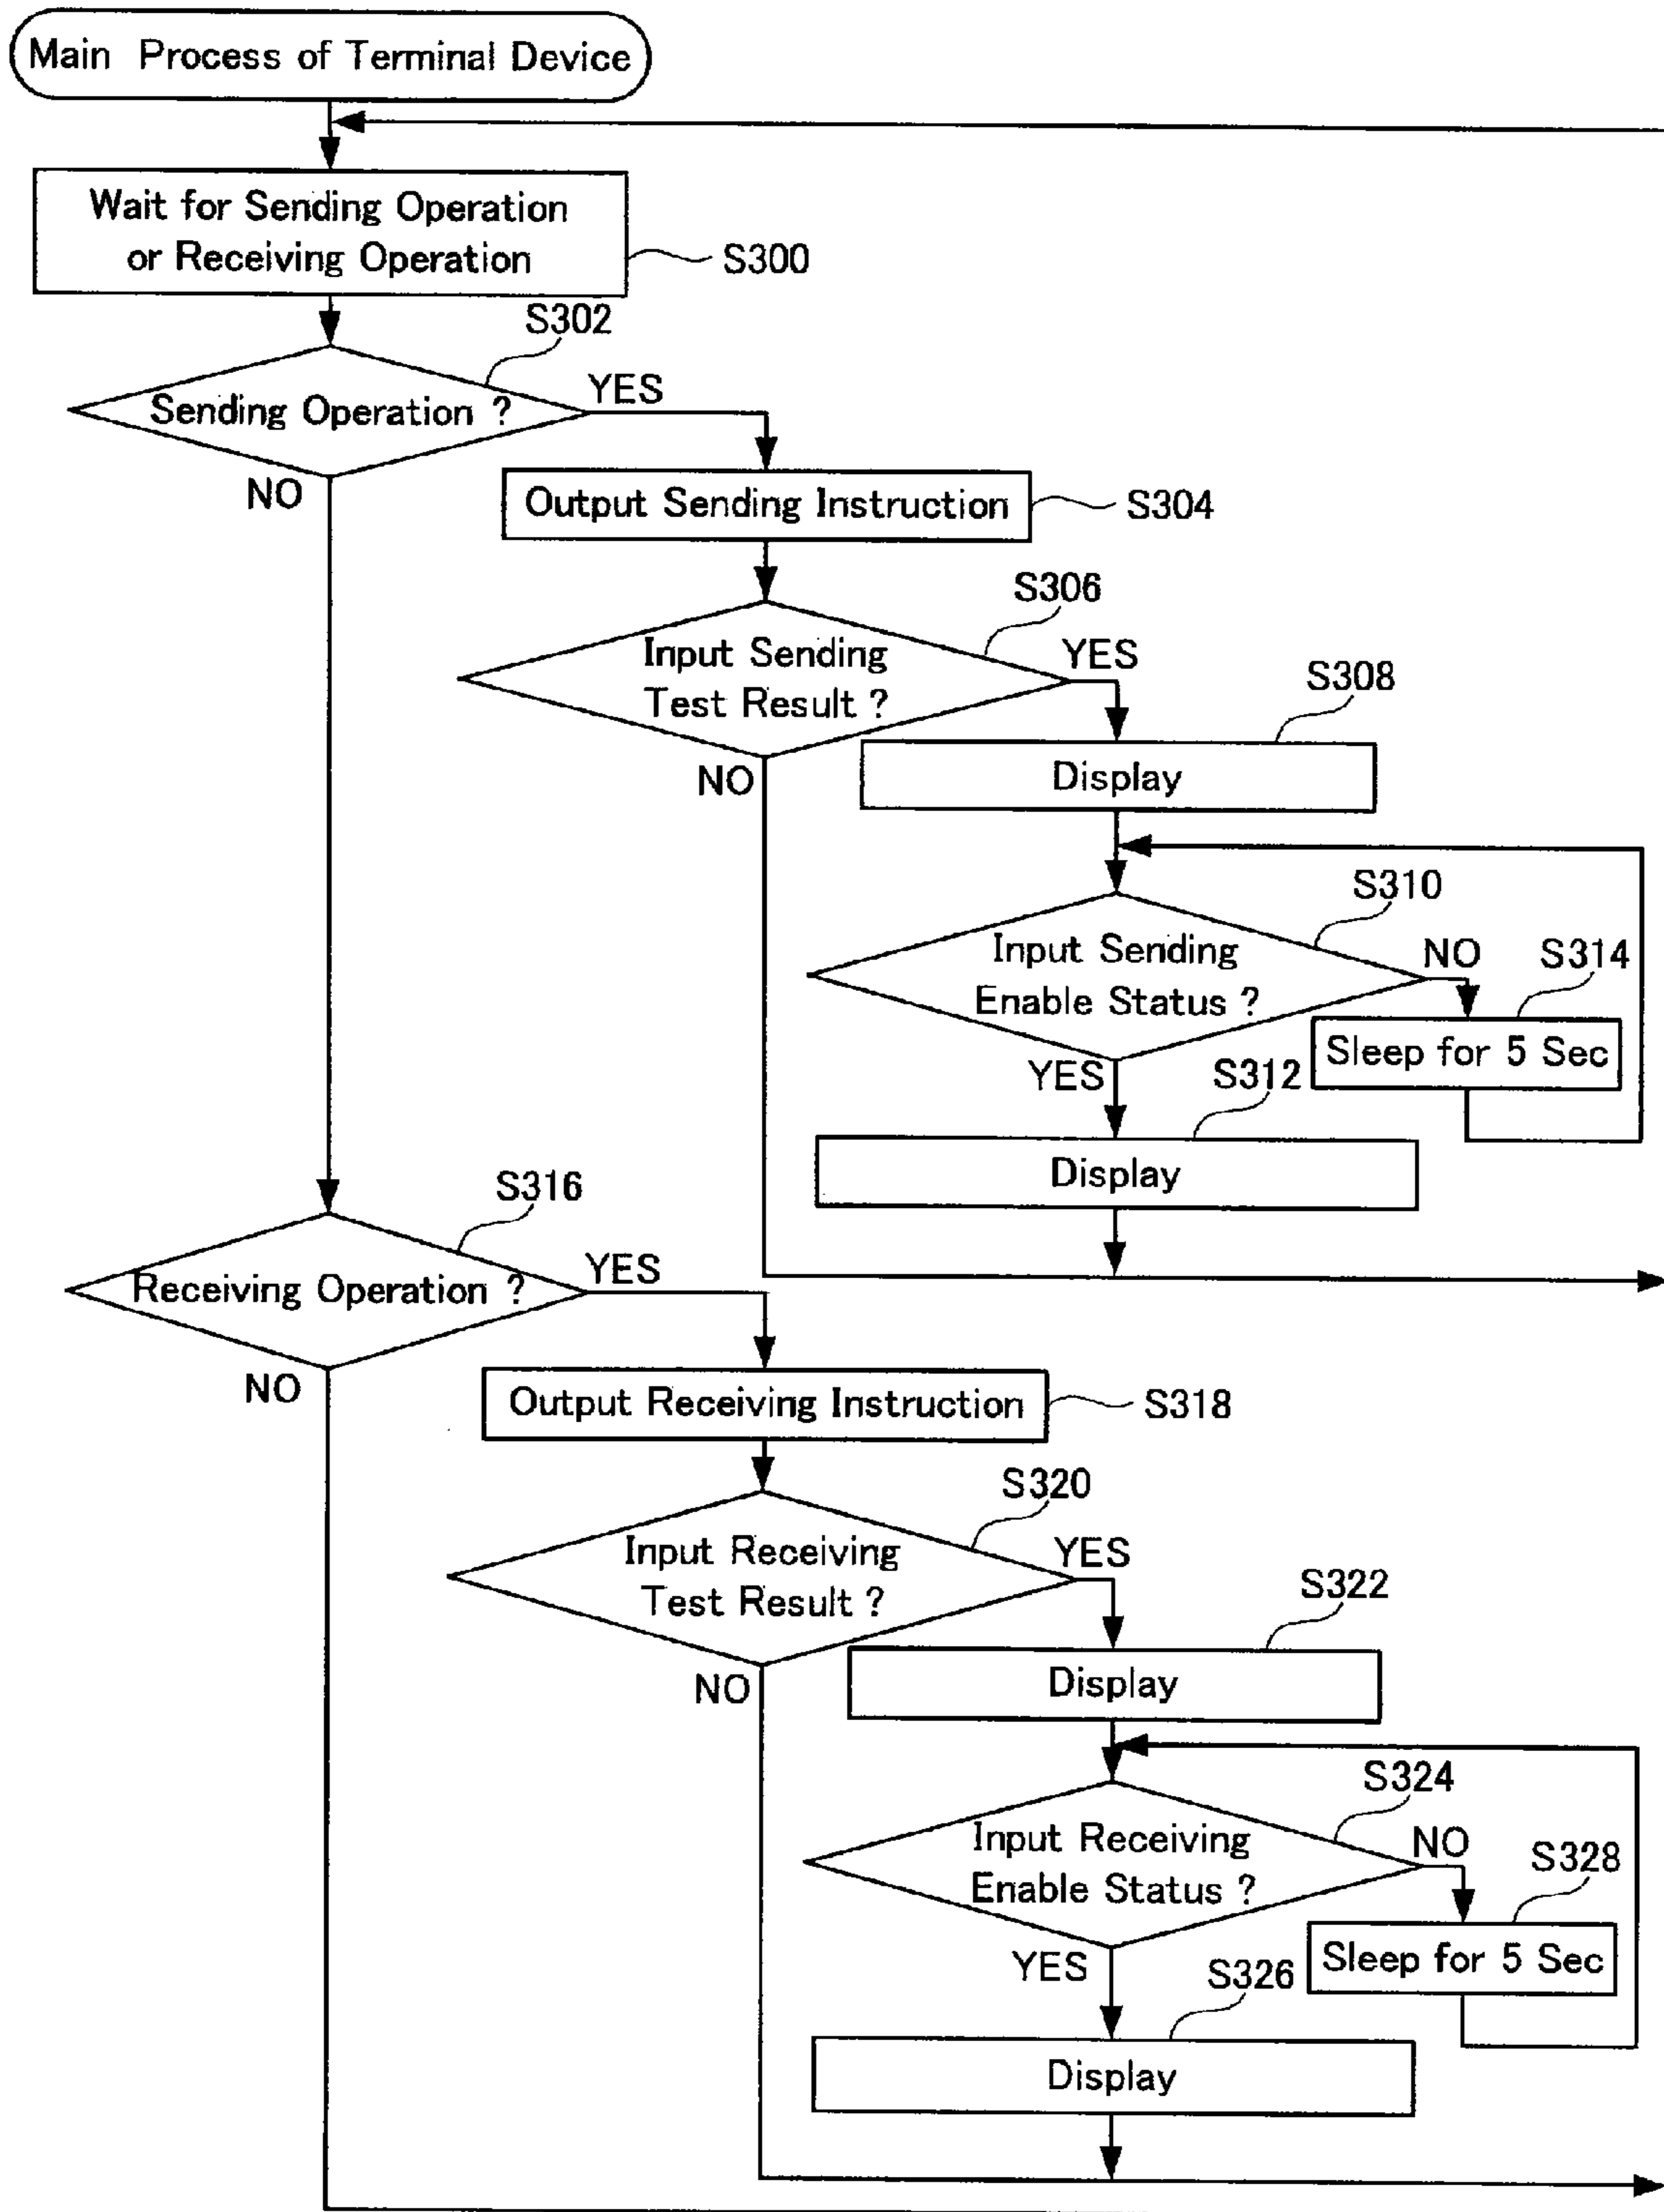 Main Process of Terminal Device
Wait for Sending Operation
or Receiving Operation
S300
S302
Sending Operation ?
YES
NO
Output Sending Instruction
S304
S306
Input Sending
Test Result ?
YES
NO
S308
Display
S310
Input Sending
Enable Status ?
NO
S314
Sleep for 5 Sec
YES
S312
Display
S316
Receiving Operation ?
YES
NO
Output Receiving Instruction
S318
S320
Input Receiving
Test Result ?
YES
NO
S322
Display
S324
Input Receiving
Enable Status ?
NO
S328
Sleep for 5 Sec
YES
S326
Display